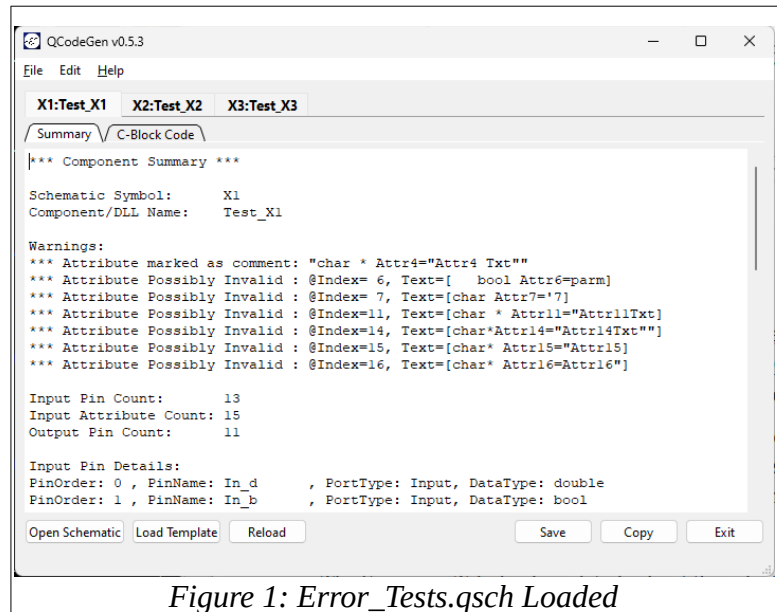 QCodeGen v0.5.3
File Edit Help
X1:Test_X1 X2:Test_X2 X3:Test_X3
Summary C-Block Code
*** Component Summary ***
Schematic Symbol: X1
Component/DLL Name: Test_X1
Warnings:
*** Attribute marked as comment: "char * Attr4="Attr4 Txt""
*** Attribute Possibly Invalid : @Index= 6, Text=[   bool Attr6=parm]
*** Attribute Possibly Invalid : @Index= 7, Text=[char Attr7='7]
*** Attribute Possibly Invalid : @Index=11, Text=[char * Attr11="Attr11Txt]
*** Attribute Possibly Invalid : @Index=14, Text=[char*Attr14="Attr14Txt""]
*** Attribute Possibly Invalid : @Index=15, Text=[char* Attr15="Attr15]
*** Attribute Possibly Invalid : @Index=16, Text=[char* Attr16=Attr16"]
Input Pin Count: 13
Input Attribute Count: 15
Output Pin Count: 11
Input Pin Details:
PinOrder: 0 , PinName: In_d , PortType: Input, DataType: double
PinOrder: 1 , PinName: In_b , PortType: Input, DataType: bool
Open Schematic Load Template Reload Save Copy Exit
Figure 1: Error_Tests.qsch Loaded